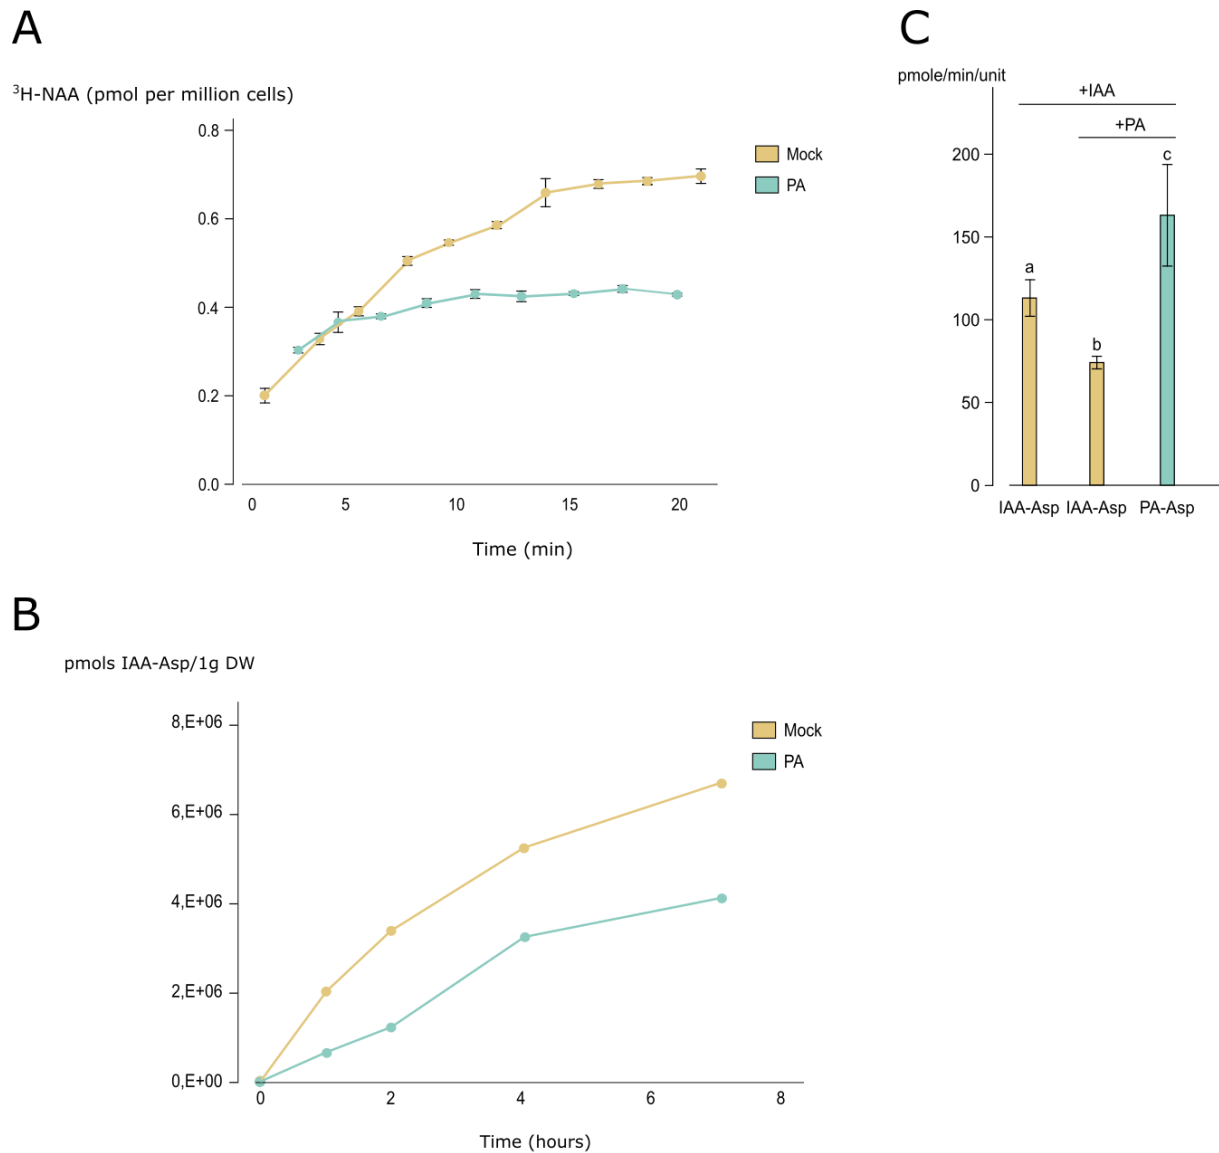 A
³H-NAA (pmol per million cells)
0.8
0.6
0.4
0.2
0.0
0 5 10 15 20
Time (min)
Mock
PA
C
pmole/min/unit
+IAA
+PA
200
150
100
50
0
a
b
c
IAA-Asp IAA-Asp PA-Asp
B
pmols IAA-Asp/1g DW
8,E+06
6,E+06
4,E+06
2,E+06
0,E+00
0 2 4 6 8
Time (hours)
Mock
PA